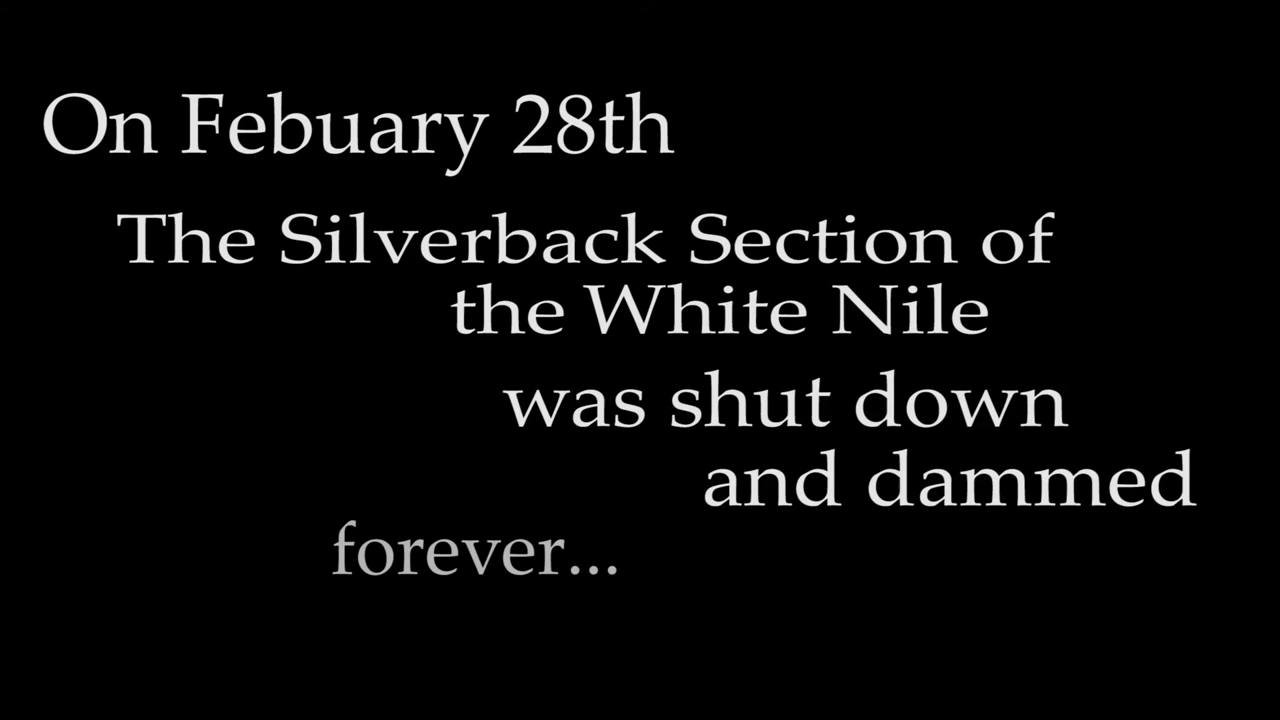 On Febuary 28th
The Silverback Section of
the White Nile
was shut down
and dammed
forever...